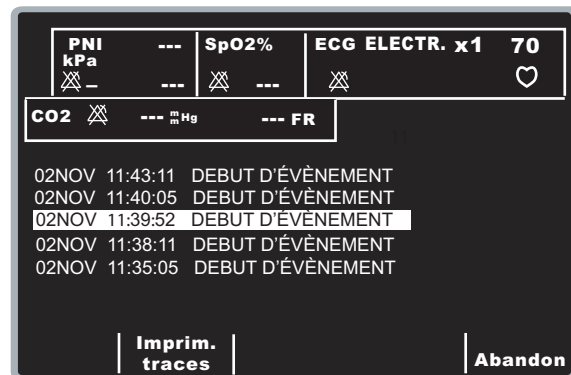 PNI --- SpO2% ECG ELECTR. x1 70
kPa
– --- ---
CO2 --- mmHg --- FR
02NOV 11:43:11 DEBUT D'ÉVÈNEMENT
02NOV 11:40:05 DEBUT D'ÉVÈNEMENT
02NOV 11:39:52 DEBUT D'ÉVÈNEMENT
02NOV 11:38:11 DEBUT D'ÉVÈNEMENT
02NOV 11:35:05 DEBUT D'ÉVÈNEMENT
Imprim.
traces Abandon